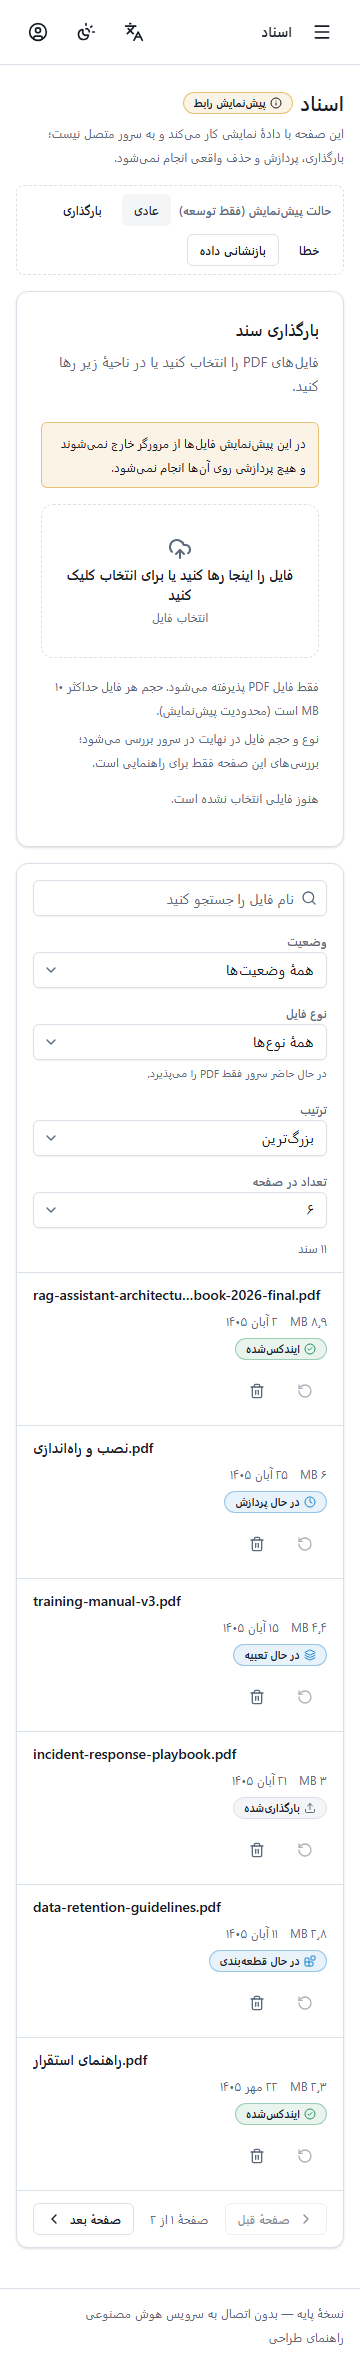 اسناد
اسناد
پیش‌نمایش رابط
این صفحه با دادهٔ نمایشی کار می‌کند و به سرور متصل نیست؛
بارگذاری، پردازش و حذف واقعی انجام نمی‌شود.
حالت پیش‌نمایش (فقط توسعه)
عادی
بارگذاری
خطا
بازنشانی داده
بارگذاری سند
فایل‌های PDF را انتخاب کنید یا در ناحیهٔ زیر رها
کنید.
در این پیش‌نمایش فایل‌ها از مرورگر خارج نمی‌شوند
و هیچ پردازشی روی آن‌ها انجام نمی‌شود.
فایل را اینجا رها کنید یا برای انتخاب کلیک
کنید
انتخاب فایل
فقط فایل PDF پذیرفته می‌شود. حجم هر فایل حداکثر ۱۰
MB است (محدودیت پیش‌نمایش).
نوع و حجم فایل در نهایت در سرور بررسی می‌شود؛
بررسی‌های این صفحه فقط برای راهنمایی است.
هنوز فایلی انتخاب نشده است.
نام فایل را جستجو کنید
وضعیت
همهٔ وضعیت‌ها
نوع فایل
همهٔ نوع‌ها
در حال حاضر سرور فقط PDF را می‌پذیرد.
ترتیب
بزرگ‌ترین
تعداد در صفحه
۶
۱۱ سند
rag-assistant-architectu...book-2026-final.pdf
۸٫۹ MB
۲ آبان ۱۴۰۵
ایندکس‌شده
نصب و راه‌اندازی.pdf
۶ MB
۲۵ آبان ۱۴۰۵
در حال پردازش
training-manual-v3.pdf
۴٫۴ MB
۱۵ آبان ۱۴۰۵
در حال تعبیه
incident-response-playbook.pdf
۳ MB
۲۱ آبان ۱۴۰۵
بارگذاری‌شده
data-retention-guidelines.pdf
۲٫۸ MB
۱۱ آبان ۱۴۰۵
در حال قطعه‌بندی
راهنمای استقرار.pdf
۲٫۳ MB
۲۲ مهر ۱۴۰۵
ایندکس‌شده
صفحهٔ قبل
صفحهٔ ۱ از ۲
صفحهٔ بعد
نسخهٔ پایه — بدون اتصال به سرویس هوش مصنوعی
راهنمای طراحی